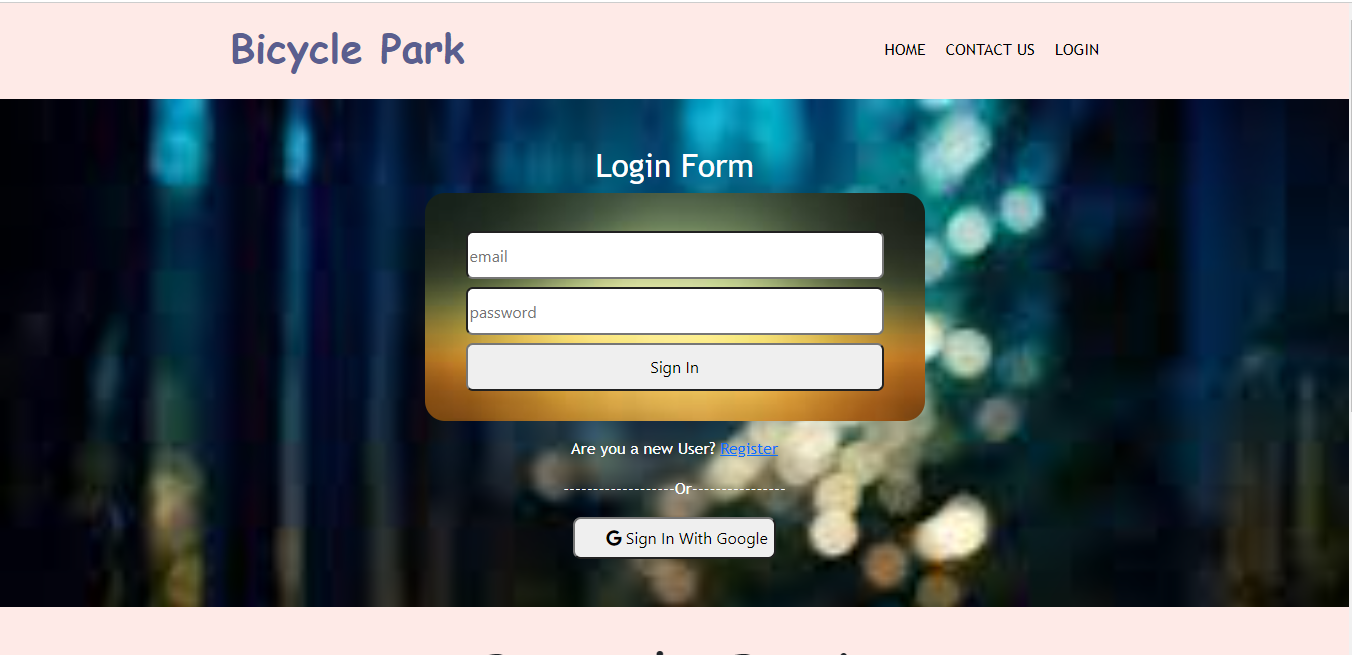 Bicycle Park
HOME CONTACT US LOGIN
Login Form
email
password
Sign In
Are you a new User? Register
-------------------Or----------------
G Sign In With Google